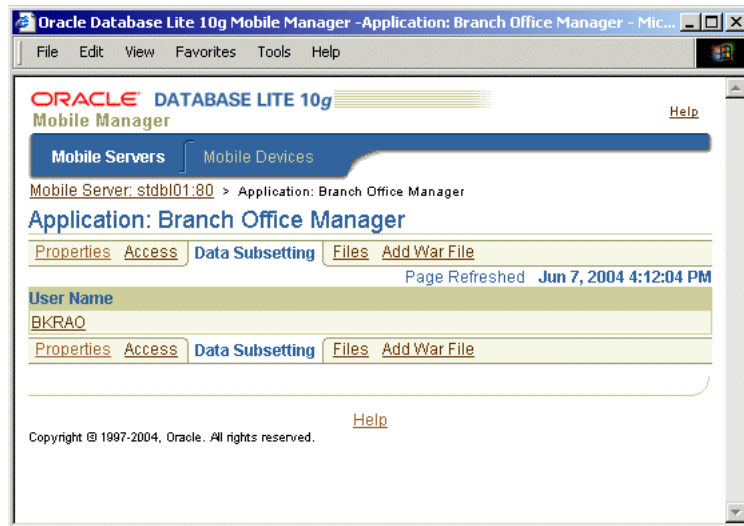 Oracle Database Lite 10g Mobile Manager -Application: Branch Office Manager - Mic...
File Edit View Favorites Tools Help
ORACLE DATABASE LITE 10g
Mobile Manager
Help
Mobile Servers Mobile Devices
Mobile Server: stdbl01:80 > Application: Branch Office Manager
Application: Branch Office Manager
Properties Access Data Subsetting Files Add War File
Page Refreshed Jun 7, 2004 4:12:04 PM
User Name
BKRAO
Properties Access Data Subsetting Files Add War File
Help
Copyright © 1997-2004, Oracle. All rights reserved.